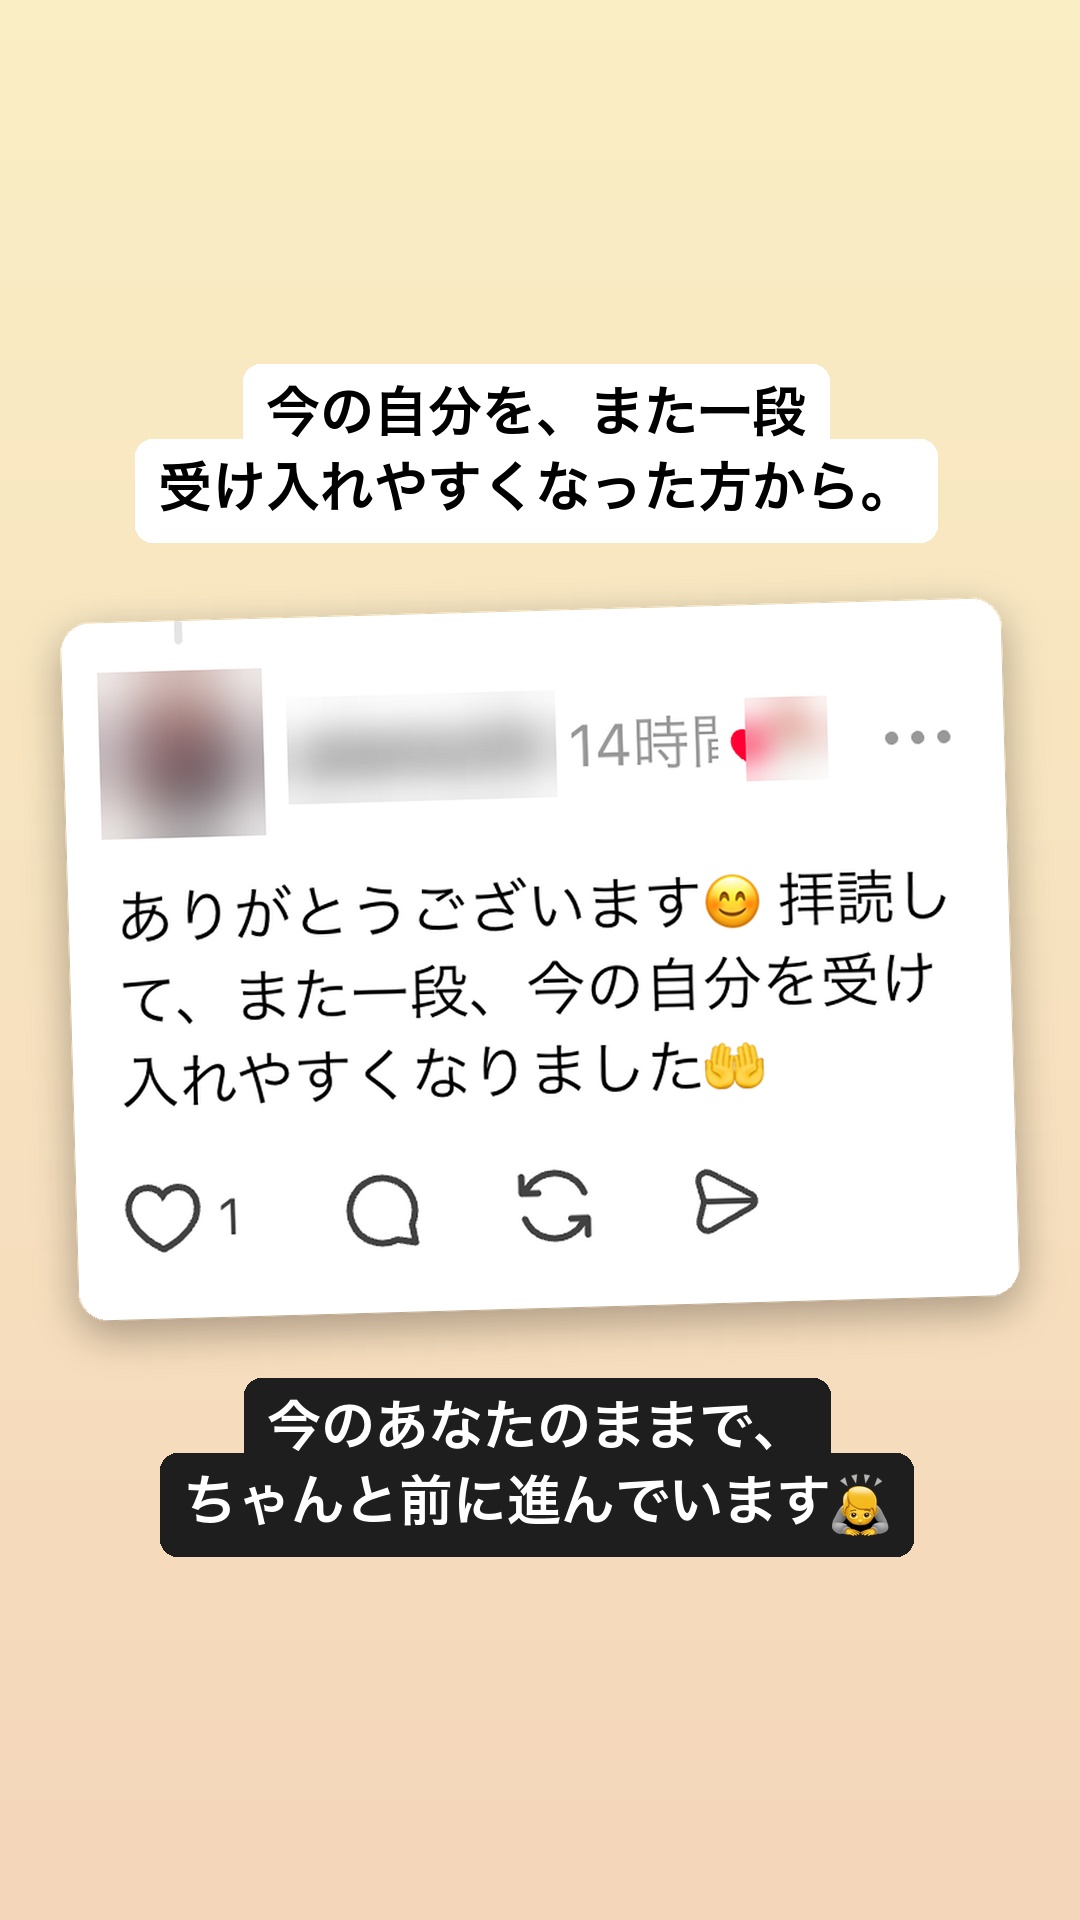 今の自分を、また一段
受け入れやすくなった方から。
14時間
ありがとうございます😊 拝読し
て、また一段、今の自分を受け
入れやすくなりました🤲
1
今のあなたのままで、
ちゃんと前に進んでいます🙇